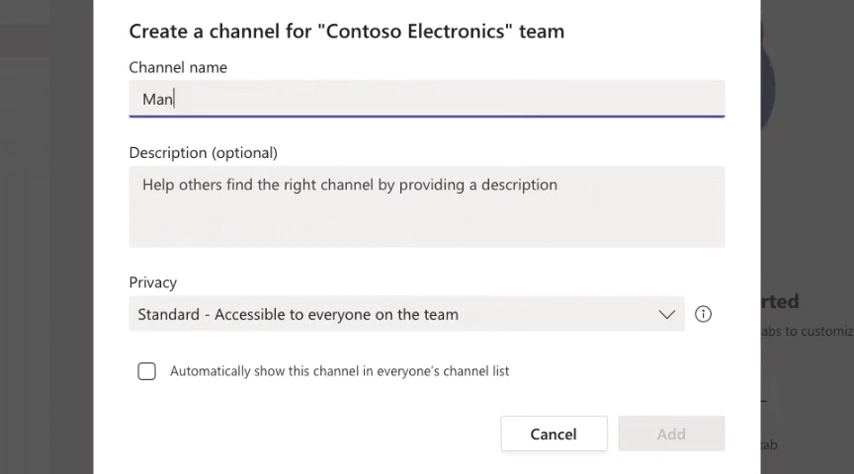 Create a channel for "Contoso Electronics" team
Channel name
Man
Description (optional)
Help others find the right channel by providing a description
Privacy
Standard - Accessible to everyone on the team
Automatically show this channel in everyone's channel list
Cancel
Add